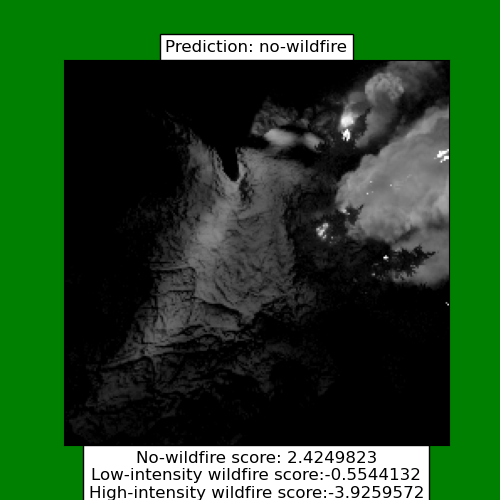 Prediction: no-wildfire
No-wildfire score: 2.4249823
Low-intensity wildfire score:-0.5544132
High-intensity wildfire score:-3.9259572